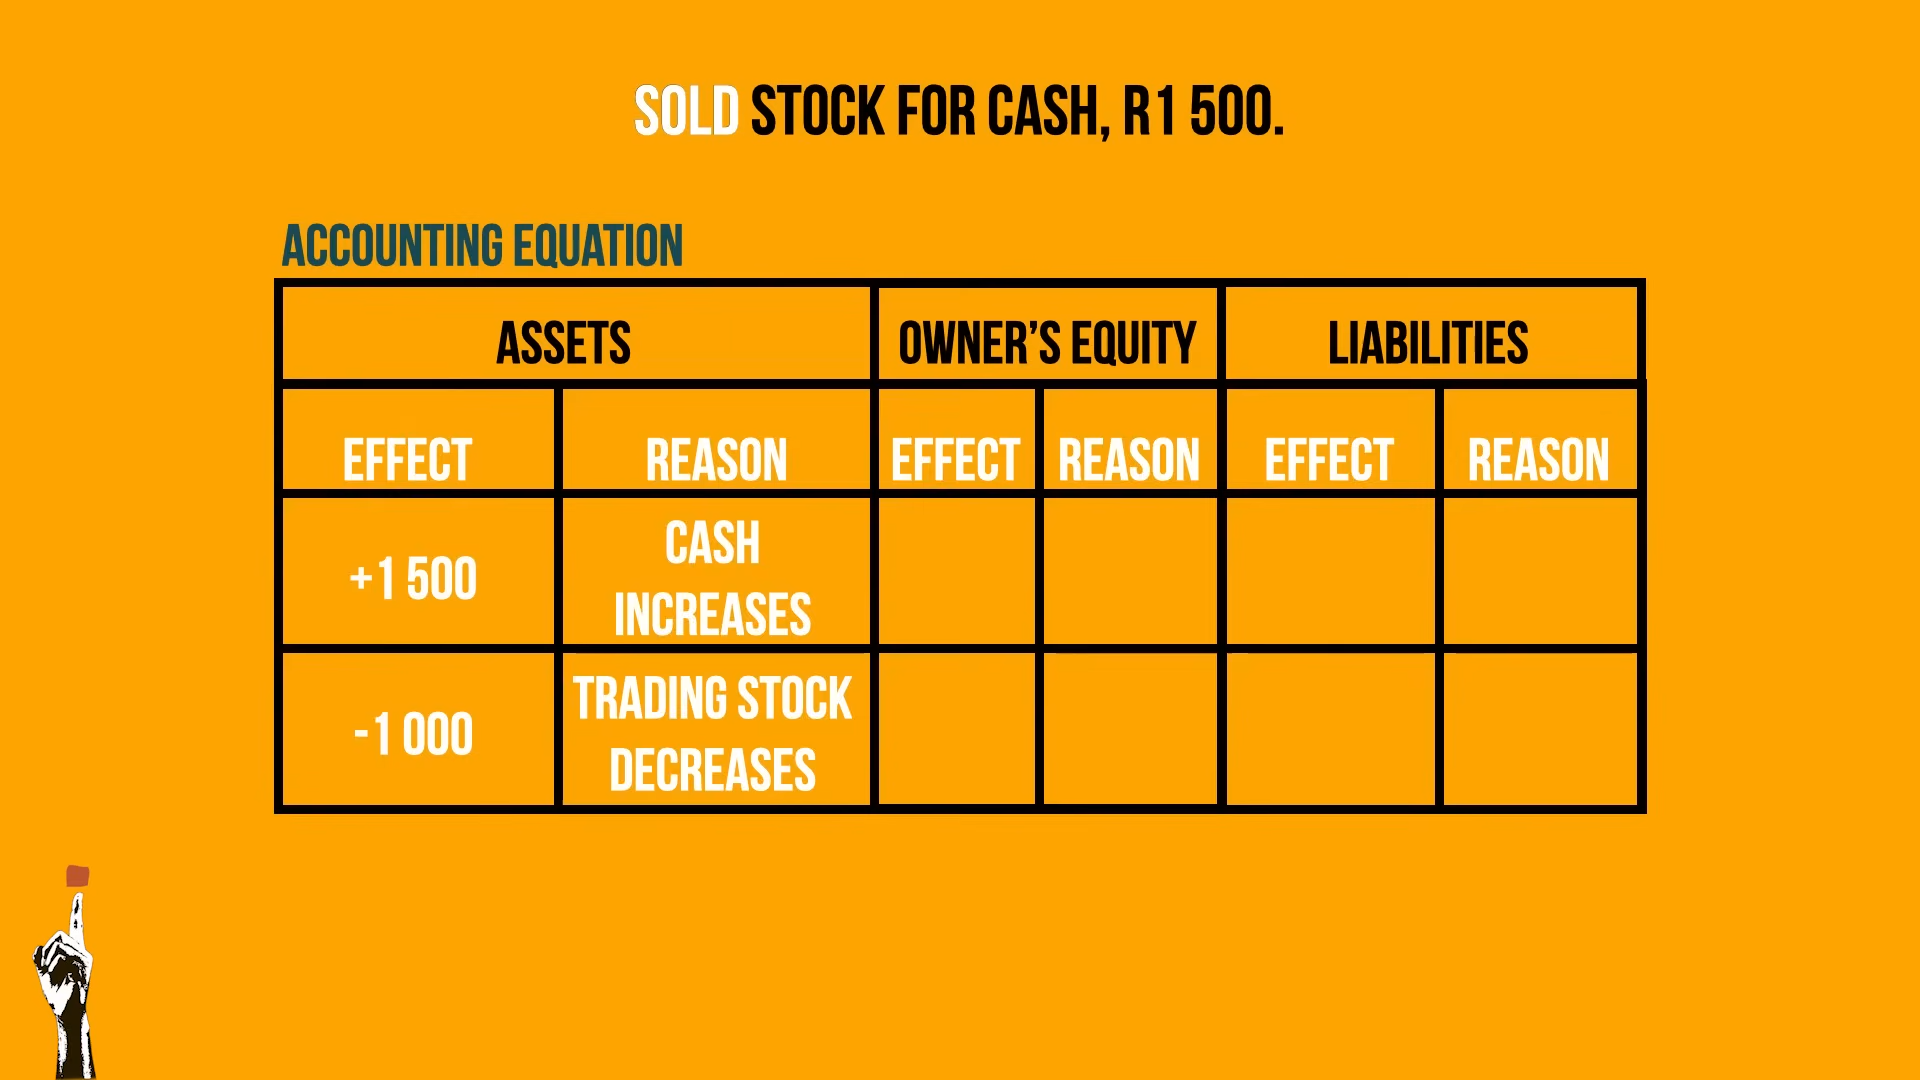 SOLD STOCK FOR CASH, R1 500.
ACCOUNTING EQUATION
ASSETS OWNER'S EQUITY LIABILITIES
EFFECT REASON EFFECT REASON EFFECT REASON
+1 500 CASH INCREASES
-1 000 TRADING STOCK DECREASES